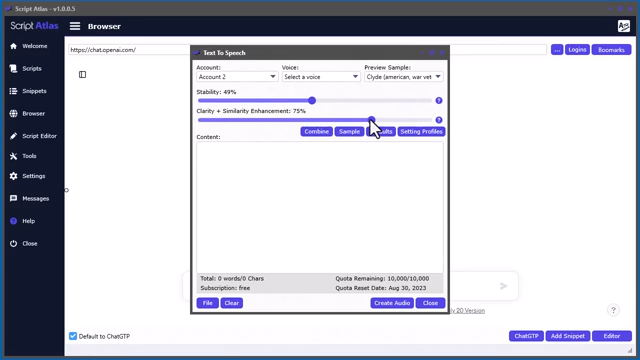 Script Atlas - v1.0.0.5
Script Atlas
Browser
Welcome
Scripts
Snippets
Browser
Script Editor
Tools
Settings
Messages
Help
Close
https://chat.openai.com/
...
Logins
Boomarks
Text To Speech
Account:
Voice:
Preview Sample:
Account 2
Select a voice
Clyde (american, war vet
Stability: 49%
?
Clarity + Similarity Enhancement: 75%
?
Combine
Sample
Setting Profiles
Content:
Total: 0 words/0 Chars
Quota Remaining: 10,000/10,000
Subscription: free
Quota Reset Date: Aug 30, 2023
File
Clear
Create Audio
Close
20 Version
?
Default to ChatGTP
ChatGTP
Add Snippet
Editor